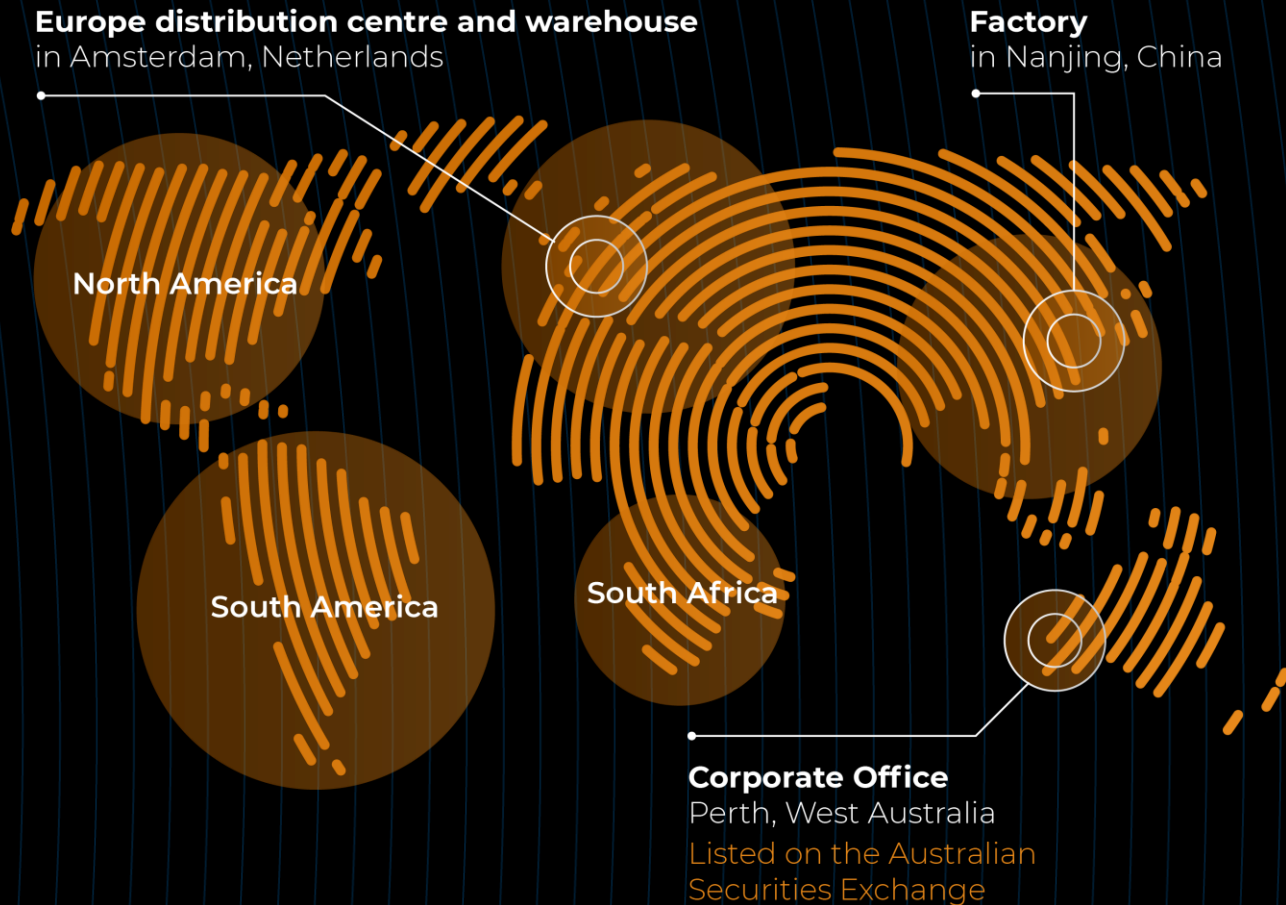 Europe distribution centre and warehouse
in Amsterdam, Netherlands
Factory
in Nanjing, China
North America
South America
South Africa
Corporate Office
Perth, West Australia
Listed on the Australian
Securities Exchange